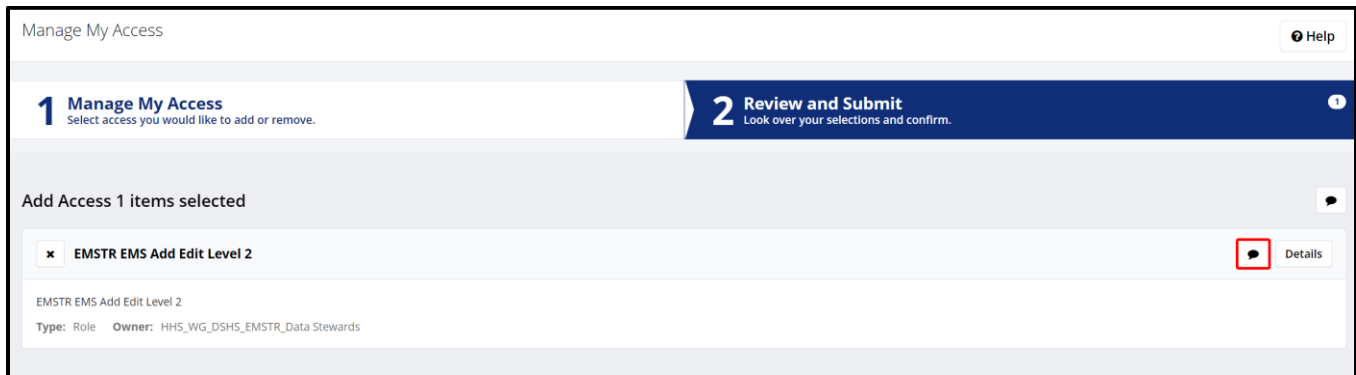 Manage My Access
Help
1 Manage My Access
Select access you would like to add or remove.
2 Review and Submit
Look over your selections and confirm.
1
Add Access 1 items selected
EMSTR EMS Add Edit Level 2
Details
EMSTR EMS Add Edit Level 2
Type: Role Owner: HHS_WG_DSHS_EMSTR_Data Stewards